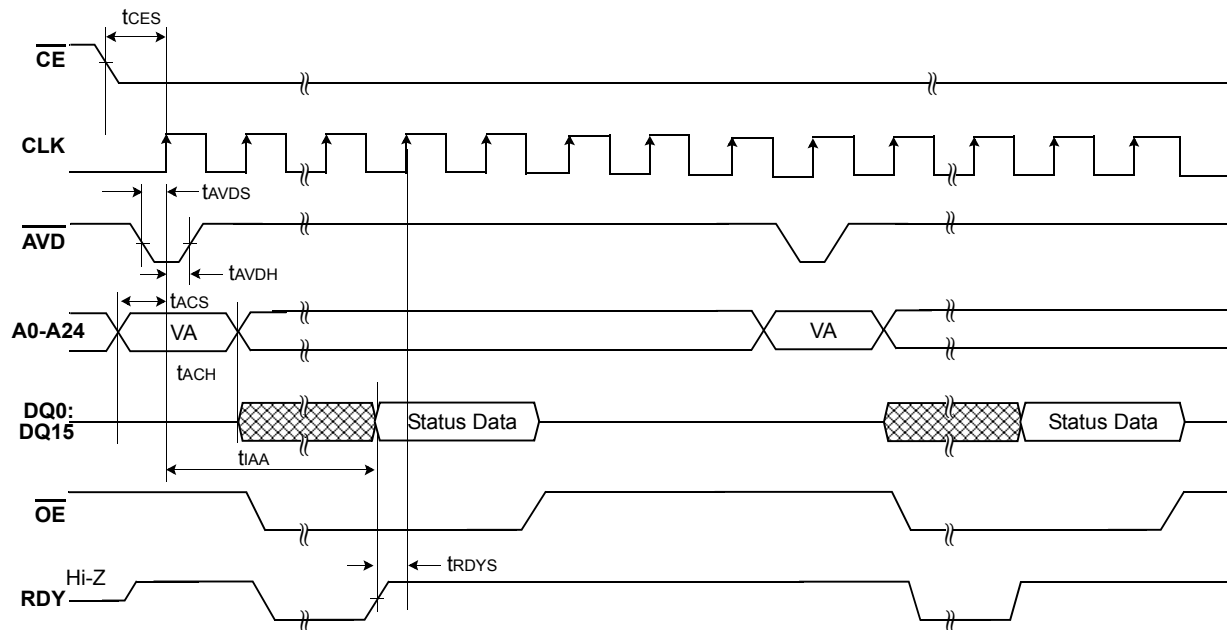 tCES
CE
CLK
tAVDS
AVD
tAVDH
tACS
A0-A24
VA
VA
tACH
DQ0:
DQ15
Status Data
Status Data
tIAA
OE
tRDYS
Hi-Z
RDY